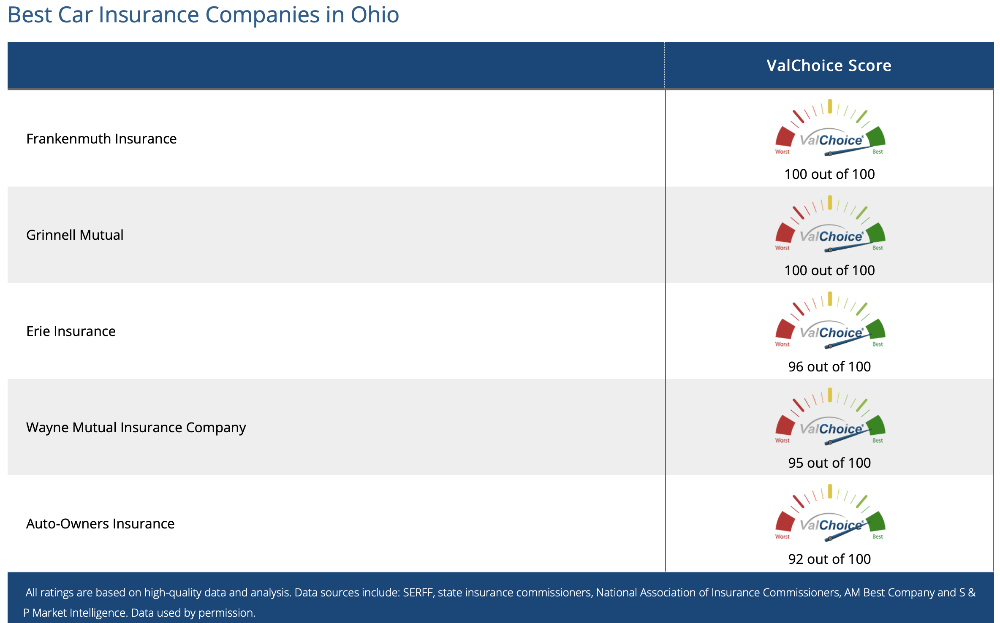 Best Car Insurance Companies in Ohio
ValChoice Score
Frankenmuth Insurance
ValChoice®
Worst
Best
100 out of 100
Grinnell Mutual
ValChoice®
Worst
Best
100 out of 100
Erie Insurance
ValChoice®
Worst
Best
96 out of 100
Wayne Mutual Insurance Company
ValChoice®
Worst
Best
95 out of 100
Auto-Owners Insurance
ValChoice®
Worst
Best
92 out of 100
All ratings are based on high-quality data and analysis. Data sources include: SERFF, state insurance commissioners, National Association of Insurance Commissioners, AM Best Company and S &
P Market Intelligence. Data used by permission.